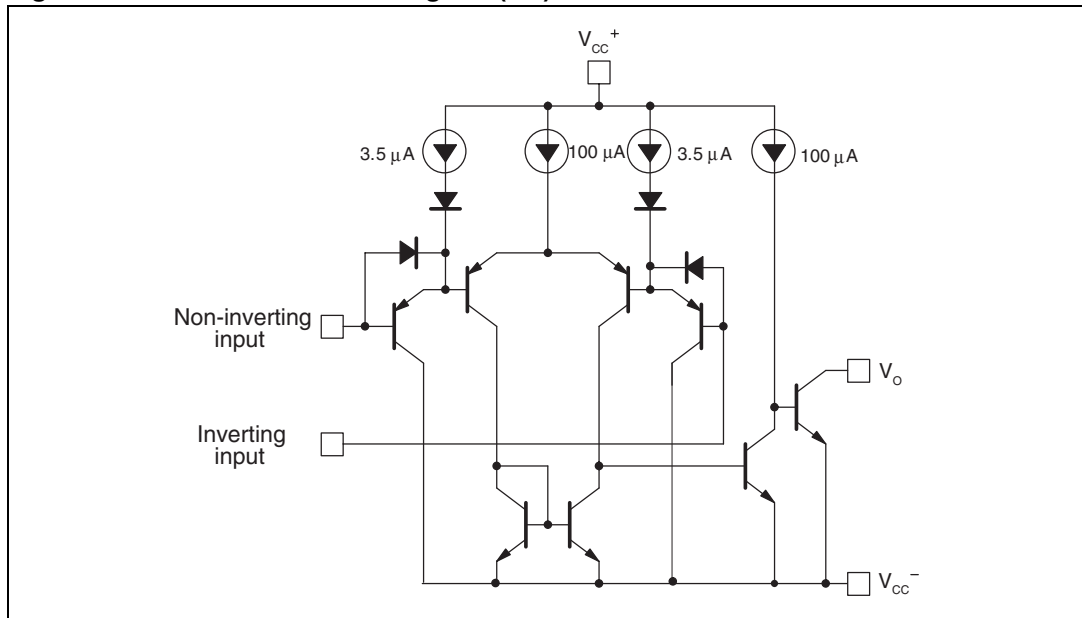 V_CC^+
3.5 μA
100 μA
3.5 μA
100 μA
Non-inverting
input
V_O
Inverting
input
V_CC^–